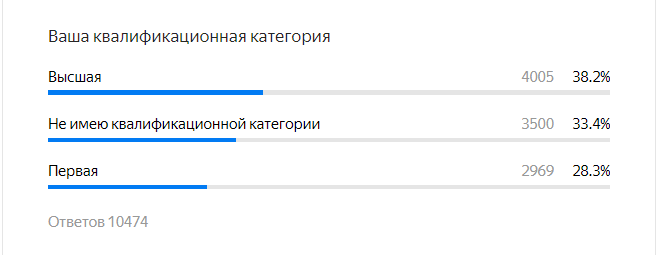 Ваша квалификационная категория
Высшая 4005 38.2%
Не имею квалификационной категории 3500 33.4%
Первая 2969 28.3%
Ответов 10474